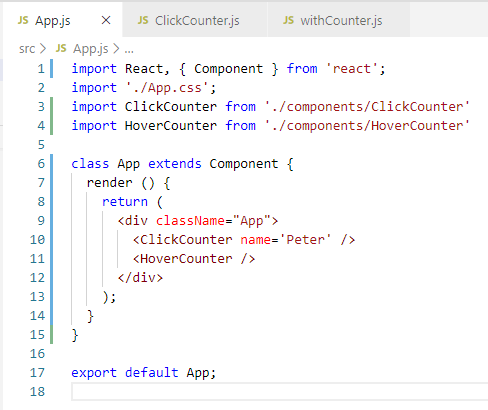 JS App.js × JS ClickCounter.js JS withCounter.js
src > JS App.js > ...
1 import React, { Component } from 'react';
2 import './App.css';
3 import ClickCounter from './components/ClickCounter'
4 import HoverCounter from './components/HoverCounter'
5
6 class App extends Component {
7 render () {
8 return (
9 <div className="App">
10 <ClickCounter name='Peter' />
11 <HoverCounter />
12 </div>
13 );
14 }
15 }
16
17 export default App;
18